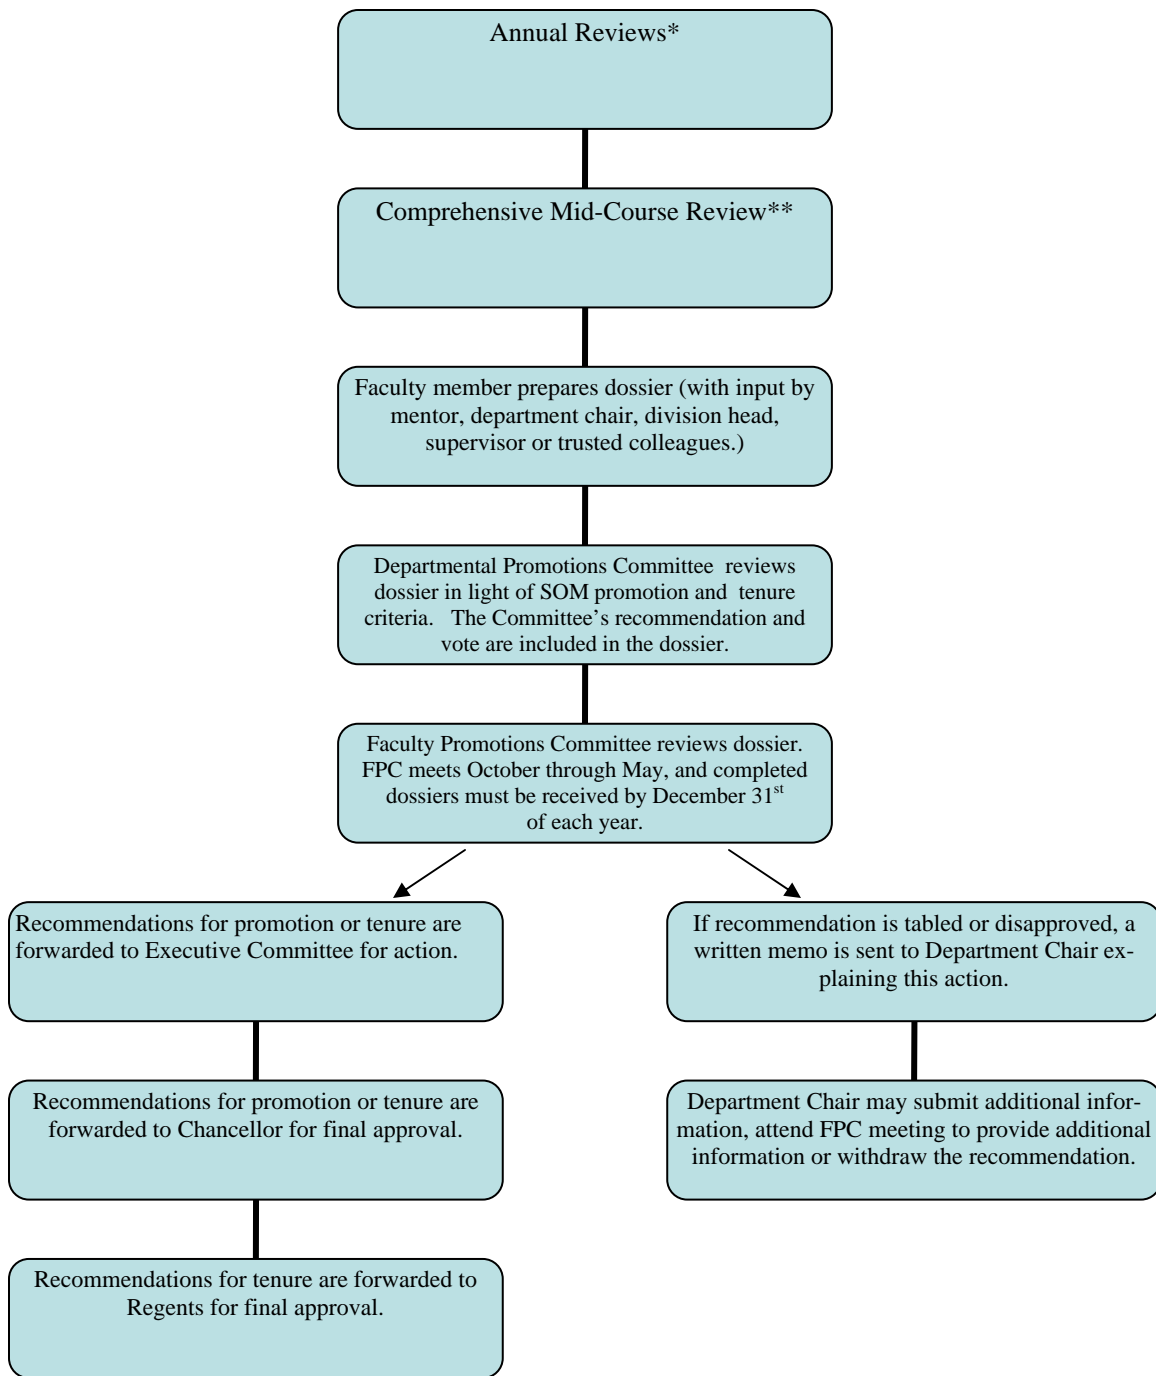 Annual Reviews*
Comprehensive Mid-Course Review**
Faculty member prepares dossier (with input by
mentor, department chair, division head,
supervisor or trusted colleagues.)
Departmental Promotions Committee reviews
dossier in light of SOM promotion and tenure
criteria. The Committee’s recommendation and
vote are included in the dossier.
Faculty Promotions Committee reviews dossier.
FPC meets October through May, and completed
dossiers must be received by December 31st
of each year.
Recommendations for promotion or tenure are
forwarded to Executive Committee for action.
Recommendations for promotion or tenure are
forwarded to Chancellor for final approval.
Recommendations for tenure are forwarded to
Regents for final approval.
If recommendation is tabled or disapproved, a
written memo is sent to Department Chair ex-
plaining this action.
Department Chair may submit additional infor-
mation, attend FPC meeting to provide additional
information or withdraw the recommendation.